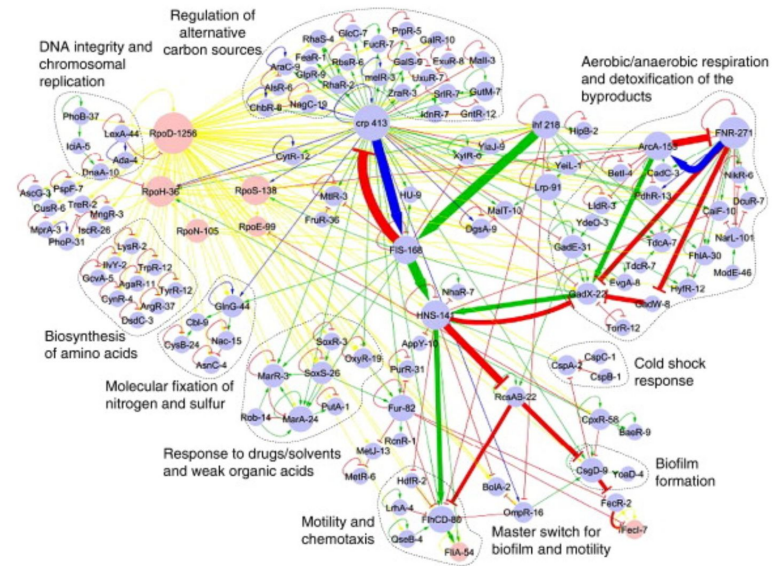 Regulation of
alternative
carbon sources
DNA integrity and
chromosomal
replication
Aerobic/anaerobic respiration
and detoxification of the
byproducts
RhaS-4
GlcC-7
PrpR-5
FeaR-1
FucR-7
GalR-10
AraC-9
RbsR-6
GalS-9
ExuR-8
MalI-3
GlpR-9
melR-3
UxuR-7
AlsR-6
RhaR-2
ZraR-3
SrlR-7
GutM-7
ChbR-8
NagC-19
IdnR-7
GntR-12
PhoB-37
LexA-44
RpoD-1256
crp 413
ihf 218
HipB-2
IciA-5
Ada-4
DnaA-10
CytR-12
YiaJ-9
XylR-6
YeiL-1
ArcA-153
FNR-271
BetI-4
CadC-3
NikR-6
PdhR-13
DcuR-7
AscG-3
PspF-7
RpoH-36
RpoS-138
MtlR-3
HU-9
Lrp-91
LldR-3
CaiF-10
CusR-6
TreR-2
MngR-3
FruR-36
MalT-10
YdeO-3
NarL-101
MprA-3
IscR-26
PhoP-31
RpoN-105
RpoE-99
DgsA-9
GadE-31
TdcA-7
FhlA-30
FIS-168
TdcR-7
ModE-46
LysR-2
IlvY-2
TrpR-12
GcvA-5
AgaR-11
TyrR-12
CynR-4
ArgR-37
DsdC-3
NhaR-7
EvgA-8
HyfR-12
GadX-22
GadW-8
GlnG-44
Cbl-9
HNS-141
TorR-12
Biosynthesis
of amino acids
CysB-24
Nac-15
AsnC-4
SoxR-3
AppY-10
OxyR-19
CspC-1
CspA-2
CspB-1
Cold shock
response
Molecular fixation of
nitrogen and sulfur
MarR-3
SoxS-26
PurR-31
RcsAB-22
Rob-14
MarA-24
PutA-1
Fur-82
CpxR-58
BaeR-9
Response to drugs/solvents
and weak organic acids
RcnR-1
MetJ-13
MetR-6
CsgD-9
YoaD-4
Biofilm
formation
HdfR-2
BolA-2
FecR-2
LrhA-4
FlhCD-80
OmpR-16
FecI-7
Motility and
chemotaxis
QseB-4
FliA-54
Master switch for
biofilm and motility